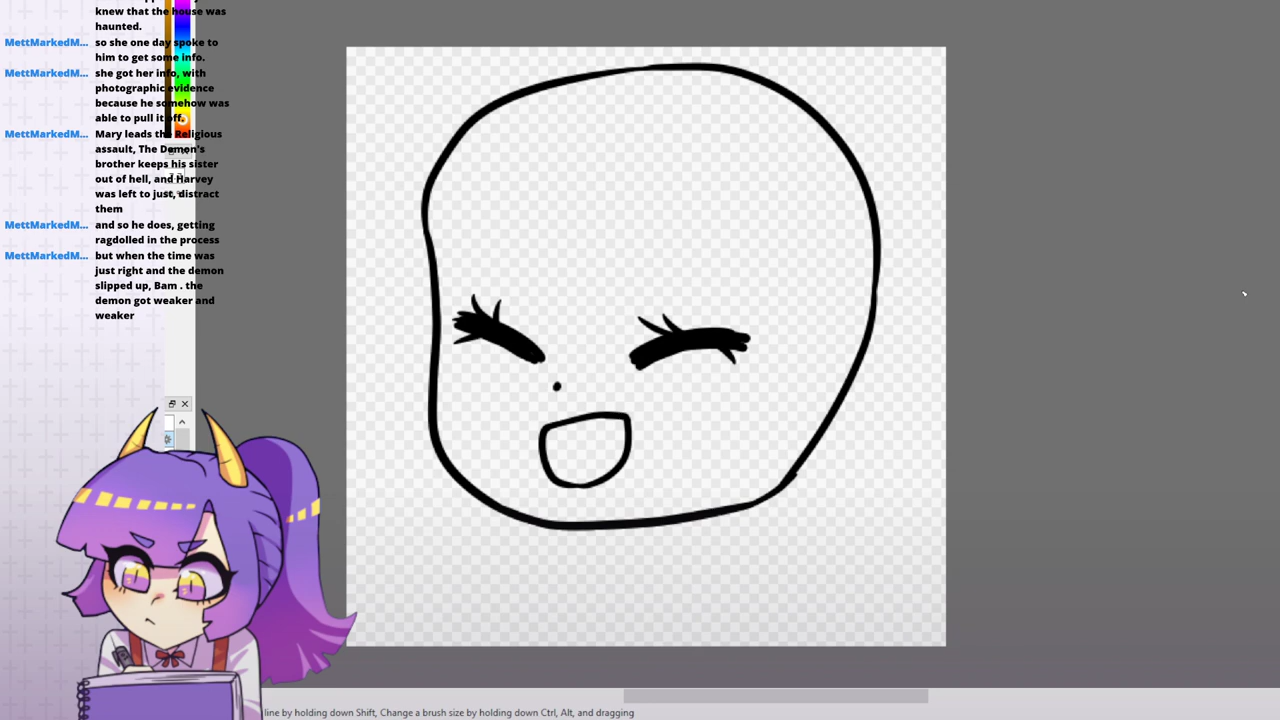 knew that the house was
haunted.
MettMarkedM... so she one day spoke to
him to get some info.
MettMarkedM... she got her info, with
photographic evidence
because he somehow was
able to pull it off.
MettMarkedM... Mary leads the Religious
assault, The Demon's
brother keeps his sister
out of hell, and Harvey
was left to just, distract
them
MettMarkedM... and so he does, getting
ragdolled in the process
MettMarkedM... but when the time was
just right and the demon
slipped up, Bam . the
demon got weaker and
weaker
line by holding down Shift, Change a brush size by holding down Ctrl, Alt, and dragging